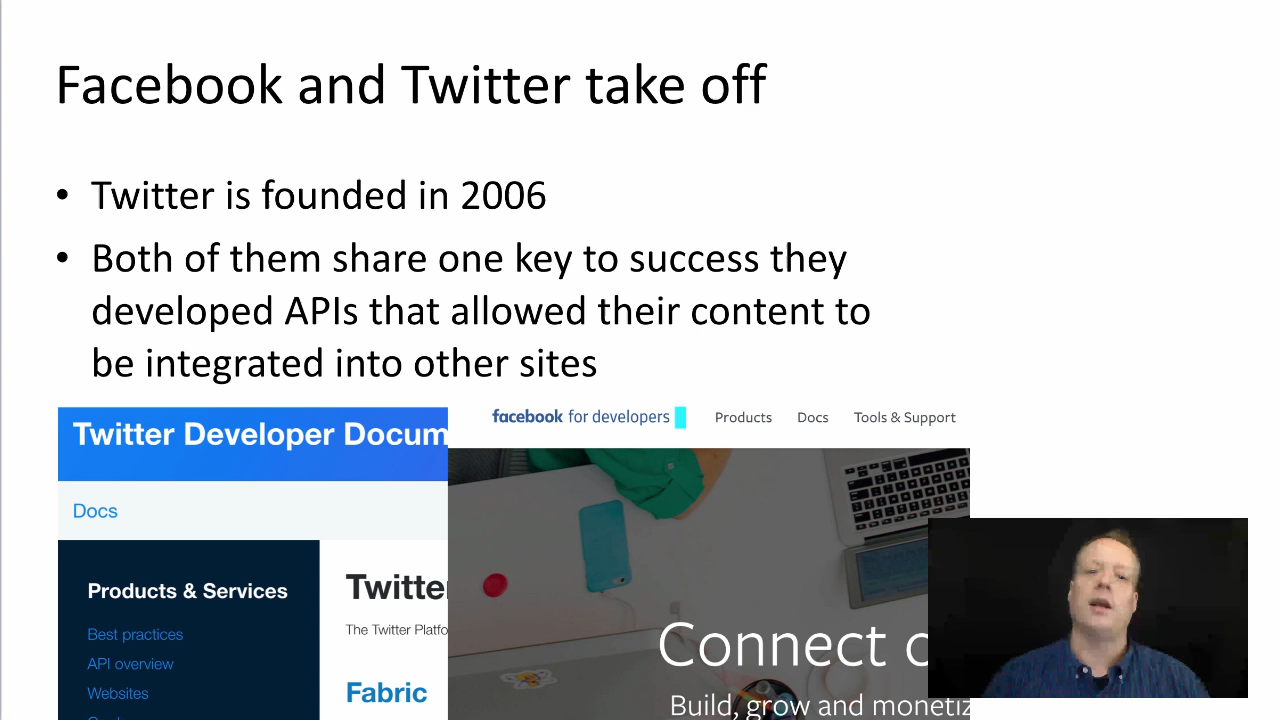 Facebook and Twitter take off
• Twitter is founded in 2006
• Both of them share one key to success they
developed APIs that allowed their content to
be integrated into other sites
Twitter Developer Docum
Docs
Products & Services
Best practices
API overview
Websites
Twitte
The Twitter Platfo
Fabric
facebook for developers
Products Docs Tools & Support
Connect o
Build, grow and monetiz